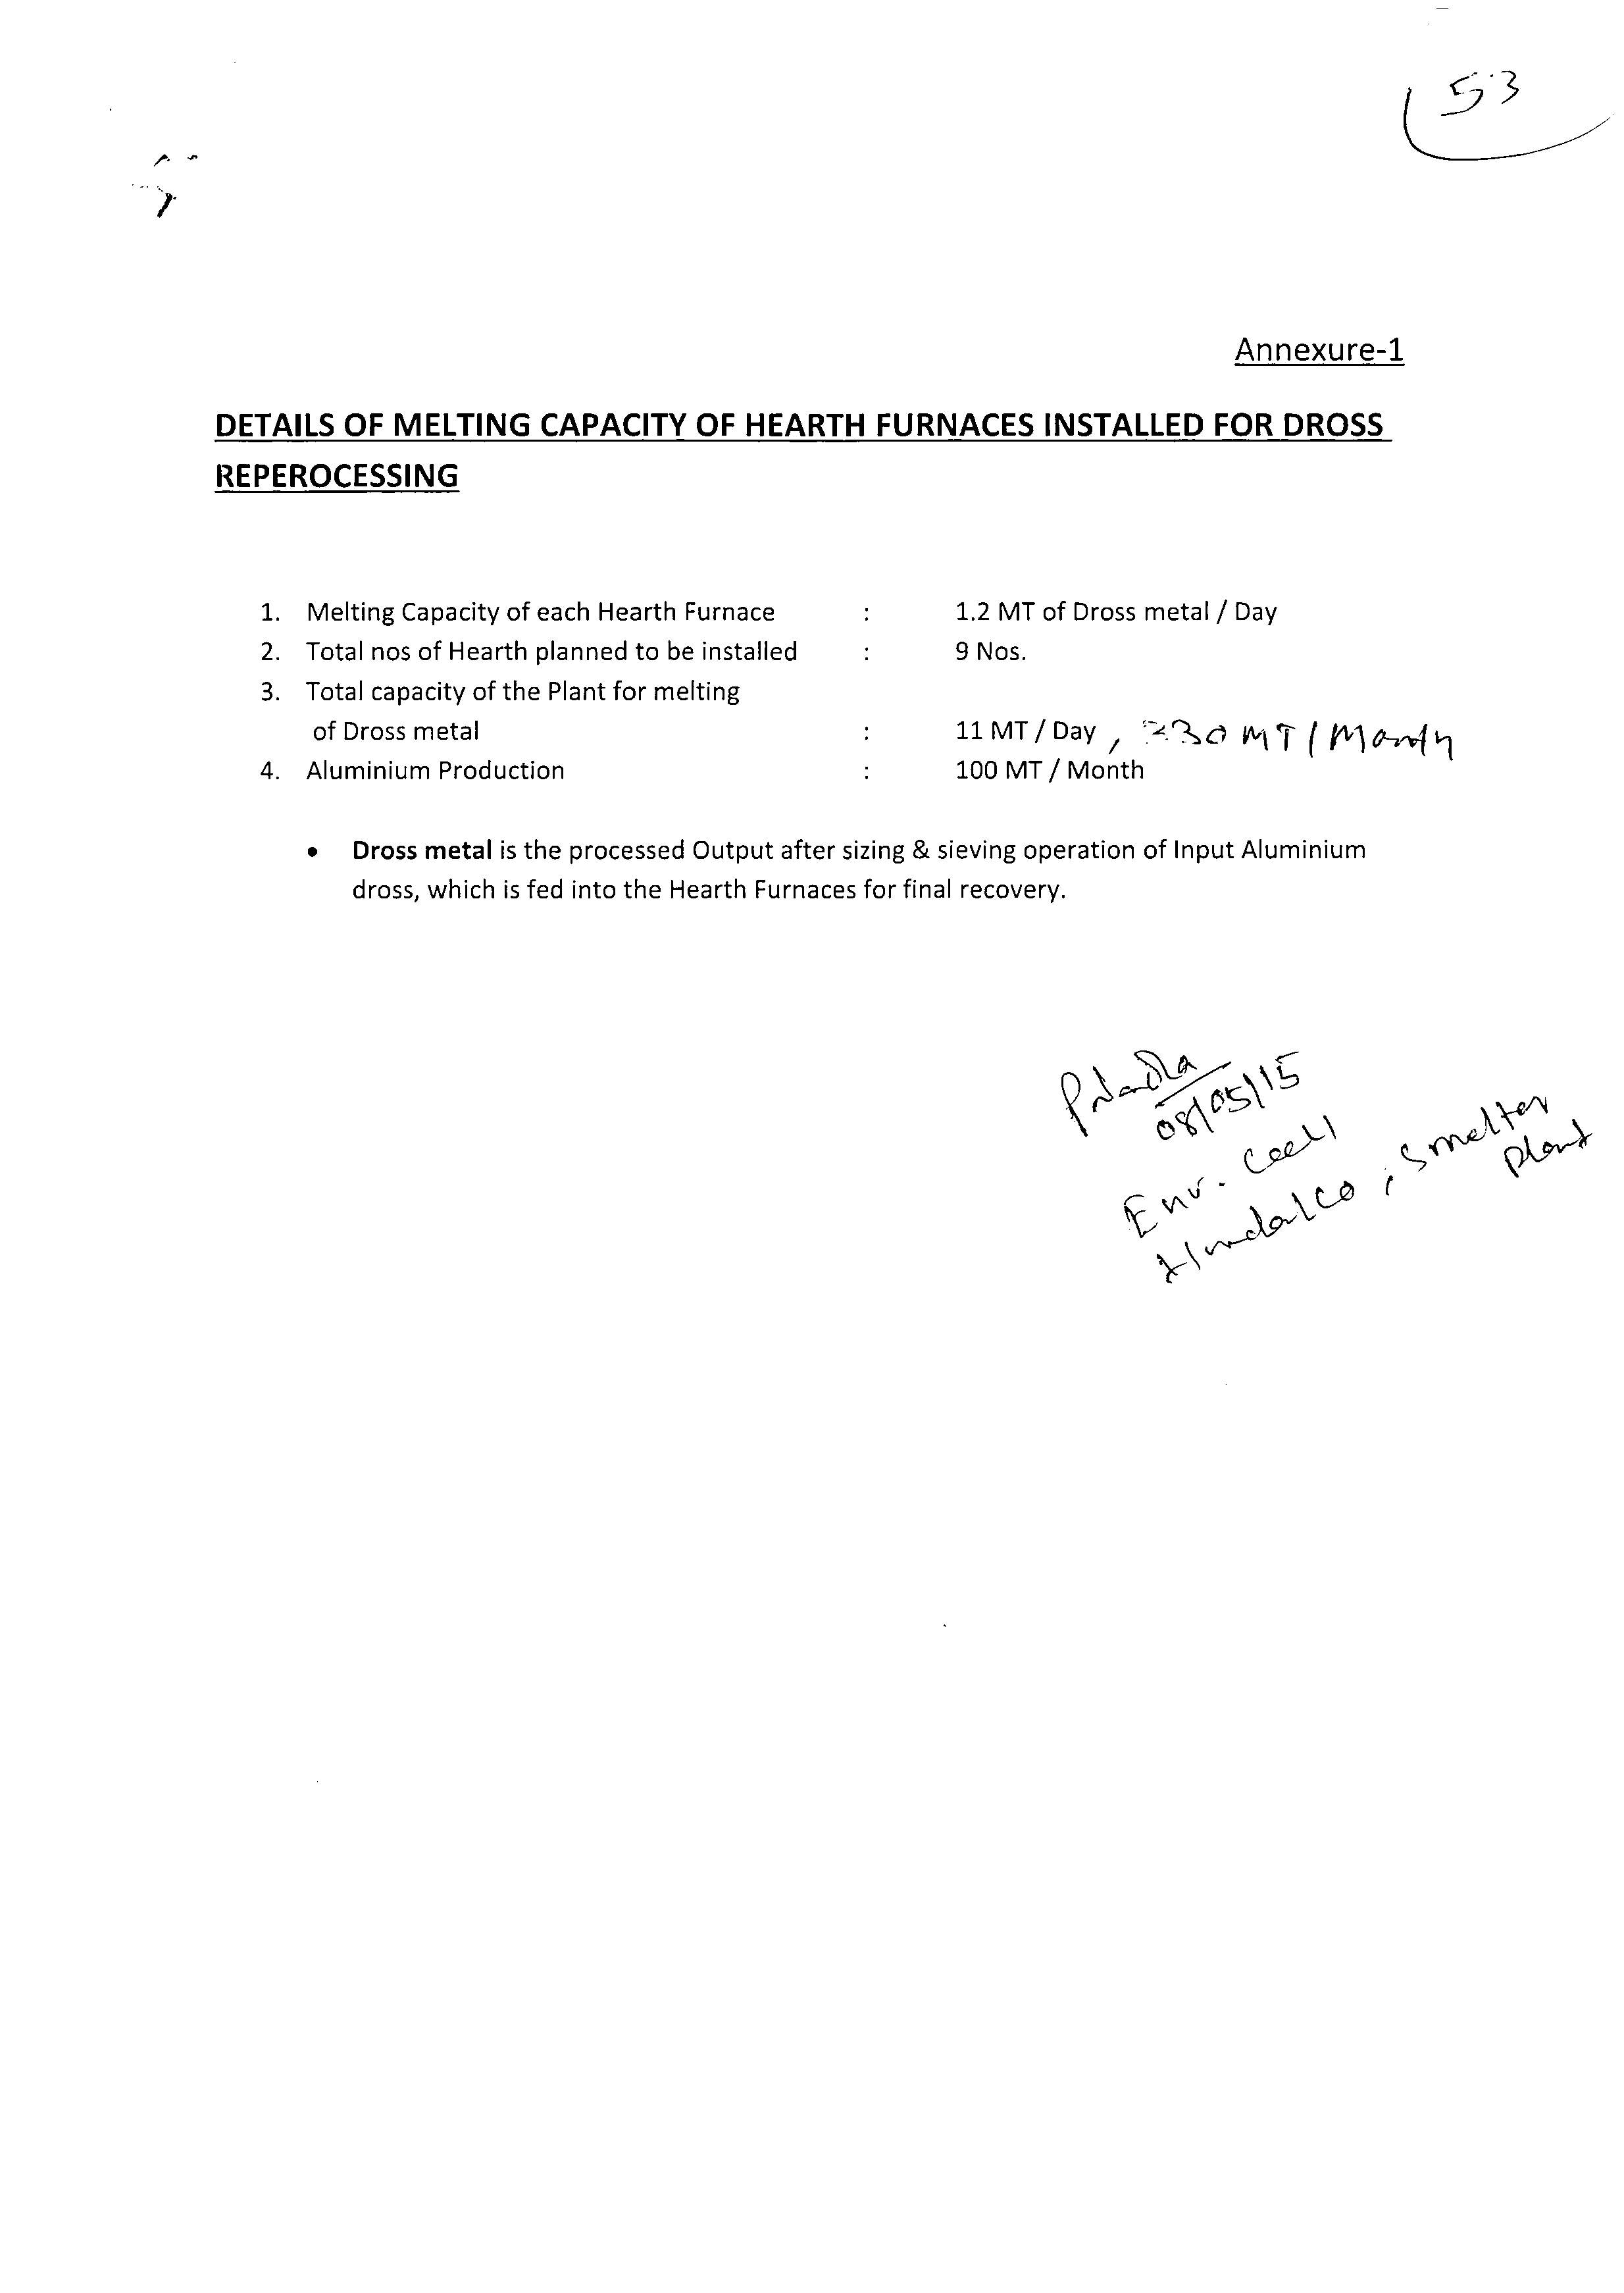 53
Annexure-1
DETAILS OF MELTING CAPACITY OF HEARTH FURNACES INSTALLED FOR DROSS
REPEROCESSING
1. Melting Capacity of each Hearth Furnace : 1.2 MT of Dross metal / Day
2. Total nos of Hearth planned to be installed : 9 Nos.
3. Total capacity of the Plant for melting
of Dross metal : 11 MT / Day , 330 MT / Month
4. Aluminium Production : 100 MT / Month
• Dross metal is the processed Output after sizing & sieving operation of Input Aluminium
dross, which is fed into the Hearth Furnaces for final recovery.
08/05/15
Env. Cell
Hindalco, Smelter
Plant